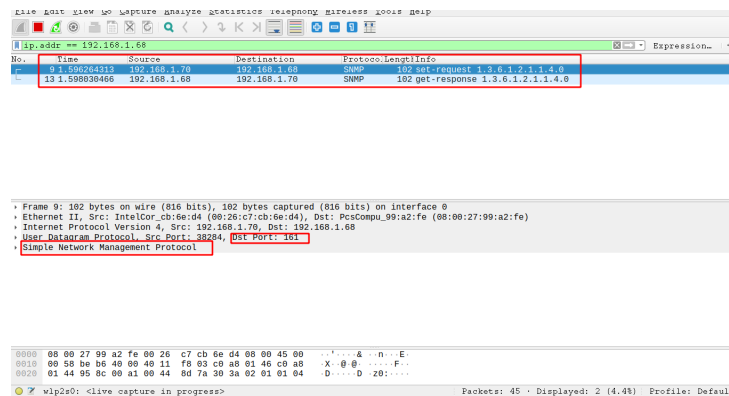 File Edit View Go Capture Analyze Statistics Telephony Wireless Tools Help
ip.addr == 192.168.1.68 Expression…
No. Time Source Destination Protoco. Lengtl Info
9 1.596264313 192.168.1.70 192.168.1.68 SNMP 102 set-request 1.3.6.1.2.1.1.4.0
13 1.598030466 192.168.1.68 192.168.1.70 SNMP 102 get-response 1.3.6.1.2.1.1.4.0
Frame 9: 102 bytes on wire (816 bits), 102 bytes captured (816 bits) on interface 0
Ethernet II, Src: IntelCor_cb:6e:d4 (00:26:c7:cb:6e:d4), Dst: PcsCompu_99:a2:fe (08:00:27:99:a2:fe)
Internet Protocol Version 4, Src: 192.168.1.70, Dst: 192.168.1.68
User Datagram Protocol, Src Port: 38284, Dst Port: 161
Simple Network Management Protocol
0000 08 00 27 99 a2 fe 00 26 c7 cb 6e d4 08 00 45 00 ··'····& ··n···E·
0010 00 58 be b6 40 00 40 11 f8 03 c0 a8 01 46 c0 a8 ·X··@·@· ·····F··
0020 01 44 95 8c 00 a1 00 44 8d 7a 30 3a 02 01 01 04 ·D·····D ·z0:····
wlp2s0: <live capture in progress> Packets: 45 · Displayed: 2 (4.4%) Profile: Defaul